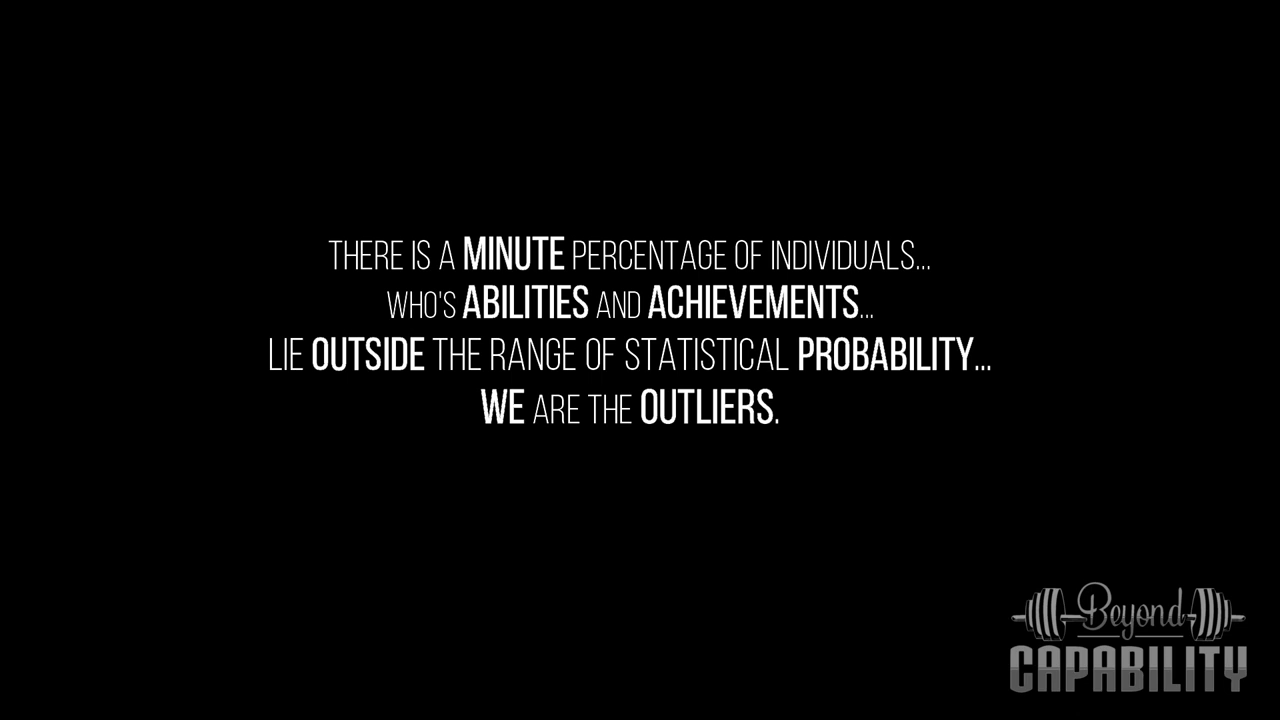 THERE IS A MINUTE PERCENTAGE OF INDIVIDUALS...
WHO'S ABILITIES AND ACHIEVEMENTS...
LIE OUTSIDE THE RANGE OF STATISTICAL PROBABILITY...
WE ARE THE OUTLIERS.
Beyond
CAPABILITY